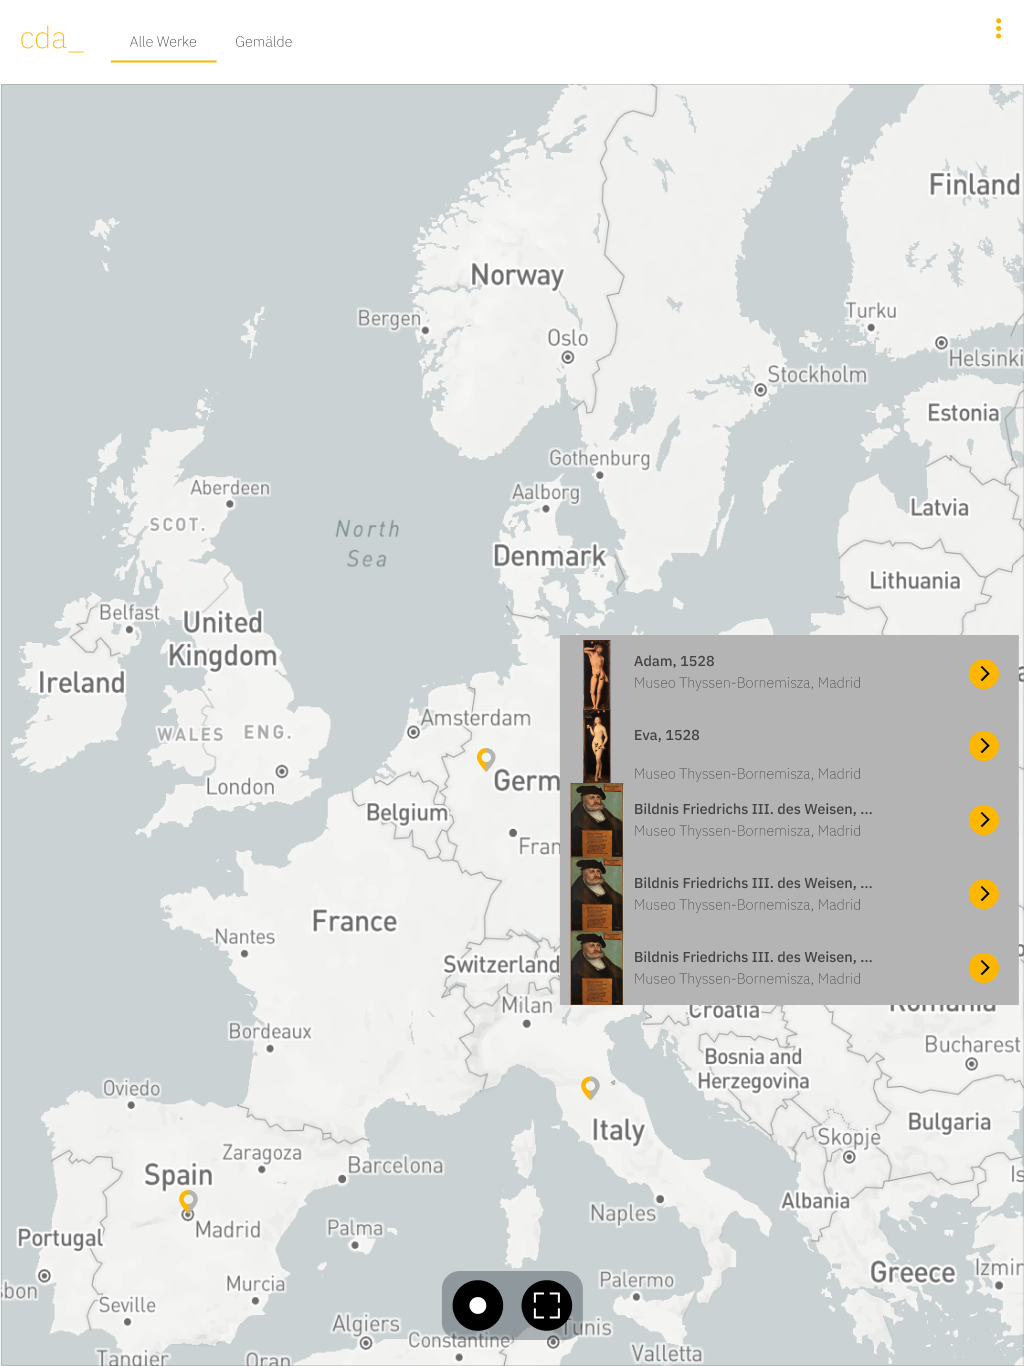 cda_
Alle Werke
Gemälde
Finland
Norway
Bergen
Turku
Oslo
Helsinki
Stockholm
Estonia
Gothenburg
Aberdeen
Aalborg
Latvia
SCOT.
North
Sea
Denmark
Lithuania
Belfast
United
Kingdom
Ireland
Adam, 1528
Museo Thyssen-Bornemisza, Madrid
Amsterdam
WALES
ENG.
Eva, 1528
Museo Thyssen-Bornemisza, Madrid
Germ
London
Belgium
Bildnis Friedrichs III. des Weisen, ...
Museo Thyssen-Bornemisza, Madrid
Fran
Bildnis Friedrichs III. des Weisen, ...
Museo Thyssen-Bornemisza, Madrid
France
Nantes
Switzerland
Bildnis Friedrichs III. des Weisen, ...
Museo Thyssen-Bornemisza, Madrid
Milan
Croatia
Romania
Bordeaux
Bosnia and
Herzegovina
Bucharest
Oviedo
Bulgaria
Italy
Skopje
Zaragoza
Barcelona
Spain
Is
Albania
Naples
Madrid
Palma
Portugal
Greece
Izmir
Palermo
Murcia
sbon
Seville
Algiers
Constantine
Tunis
Valletta
Tangier
Oran